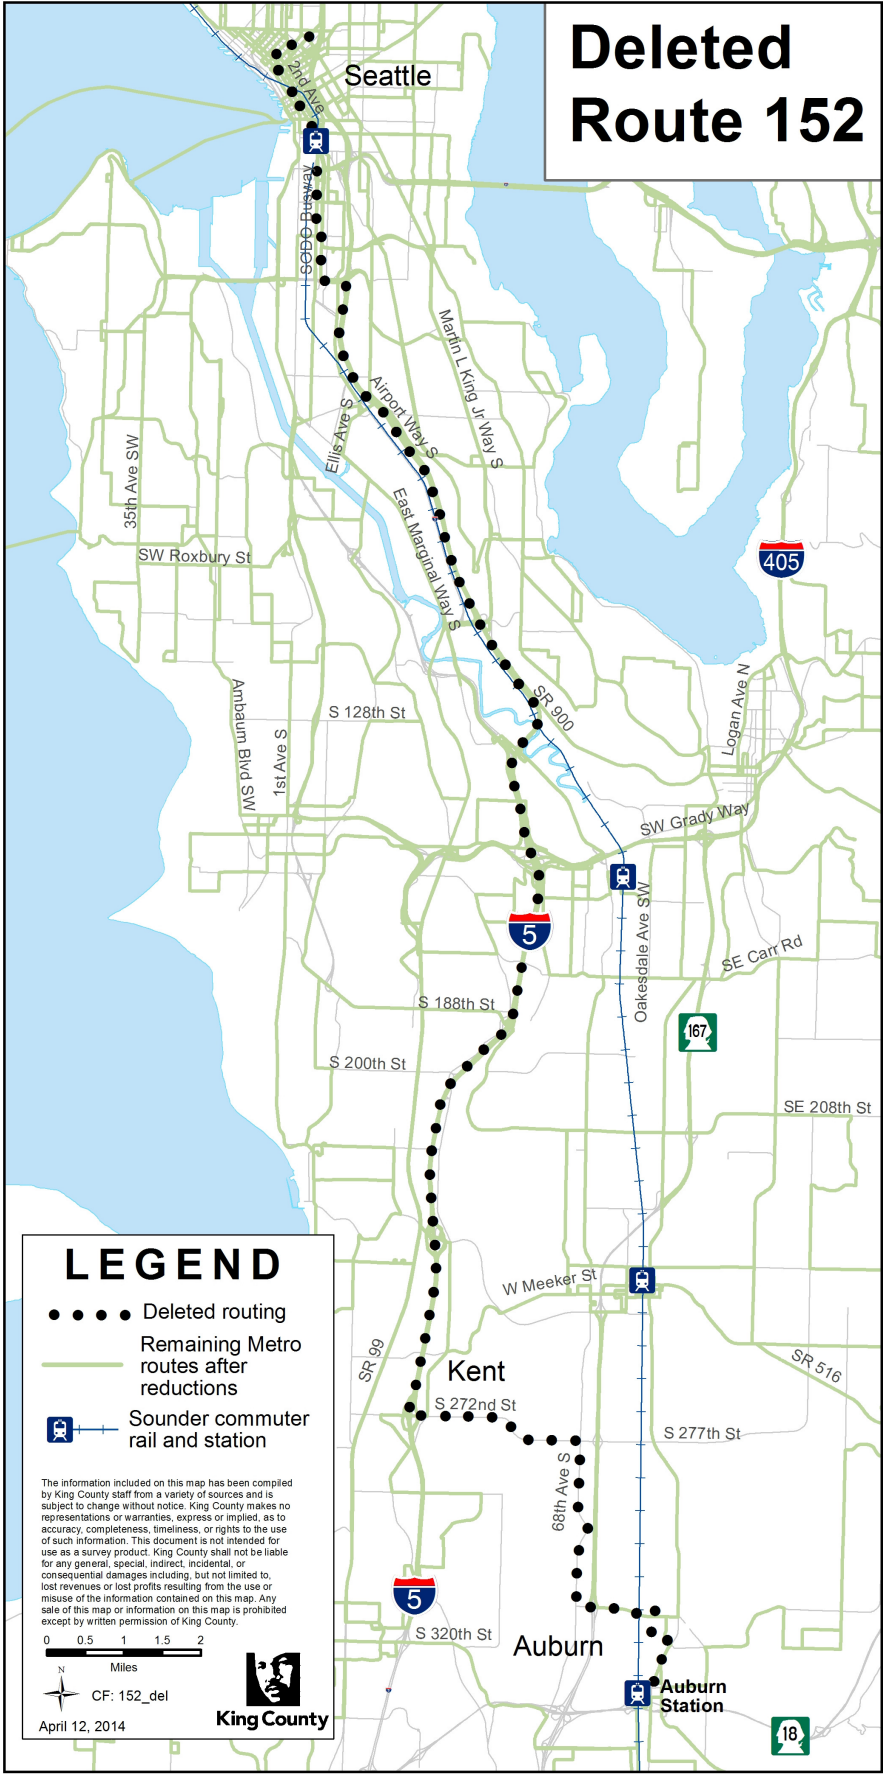 Deleted
Route 152
Seattle
2nd Ave
SODO Busway
Martin L King Jr Way S
Airport Way S
Ellis Ave S
35th Ave SW
East Marginal Way S
SW Roxbury St
405
SR 900
Logan Ave N
Ambaum Blvd SW
1st Ave S
S 128th St
SW Grady Way
Oakesdale Ave SW
5
SE Carr Rd
S 188th St
167
S 200th St
SE 208th St
W Meeker St
SR 99
Kent
SR 516
S 272nd St
S 277th St
68th Ave S
5
S 320th St
Auburn
Auburn
Station
18
LEGEND
Deleted routing
Remaining Metro
routes after
reductions
Sounder commuter
rail and station
The information included on this map has been compiled
by King County staff from a variety of sources and is
subject to change without notice. King County makes no
representations or warranties, express or implied, as to
accuracy, completeness, timeliness, or rights to the use
of such information. This document is not intended for
use as a survey product. King County shall not be liable
for any general, special, indirect, incidental, or
consequential damages including, but not limited to,
lost revenues or lost profits resulting from the use or
misuse of the information contained on this map. Any
sale of this map or information on this map is prohibited
except by written permission of King County.
0 0.5 1 1.5 2
Miles
N
CF: 152_del
April 12, 2014
King County